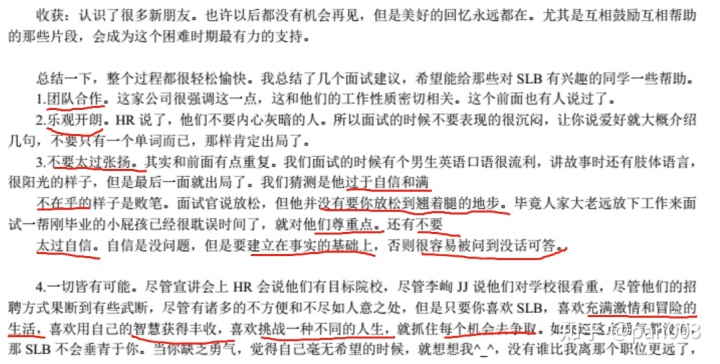 收获：认识了很多新朋友。也许以后都没有机会再见，但是美好的回忆永远都在。尤其是互相鼓励互相帮助
的那些片段，会成为这个困难时期最有力的支持。
总结一下，整个过程都很轻松愉快。我总结了几个面试建议，希望能给那些对 SLB 有兴趣的同学一些帮助。
1.团队合作。这家公司很强调这一点，这和他们的工作性质密切相关。这个前面也有人说过了。
2.乐观开朗。HR 说了，他们不要内心灰暗的人。所以面试的时候不要表现的很沉闷，让你说爱好就大概介绍
几句，不要只有一个单词而已，那样肯定出局了。
3.不要太过张扬。其实和前面有点重复。我们面试的时候有个男生英语口语很流利，讲故事时还有肢体语言，
很阳光的样子，但是最后一面就出局了。我们猜测是他过于自信和满
不在乎的样子是败笔。面试官说放松，但他并没有要你放松到翘着腿的地步。毕竟人家大老远放下工作来面
试一帮刚毕业的小屁孩已经很耽误时间了，就对他们尊重点。还有不要
太过自信。自信是没问题，但是要建立在事实的基础上，否则很容易被问到没话可答。
4.一切皆有可能。尽管宣讲会上 HR 会说他们有目标院校，尽管李峋 JJ 说他们对学校很看重，尽管他们的招
聘方式果断到有些武断，尽管有诸多的不方便和不尽如人意之处，但是只要你喜欢 SLB，喜欢充满激情和冒险的
生活，喜欢用自己的智慧获得丰收，喜欢挑战一种不同的人生，就抓住每个机会去争取。如果连这点精神都没有，
那 SLB 不会垂青于你。当你缺乏勇气，觉得自己毫无希望的时候，就想想我^_^，没有谁比我离那个职位更远了，
知乎